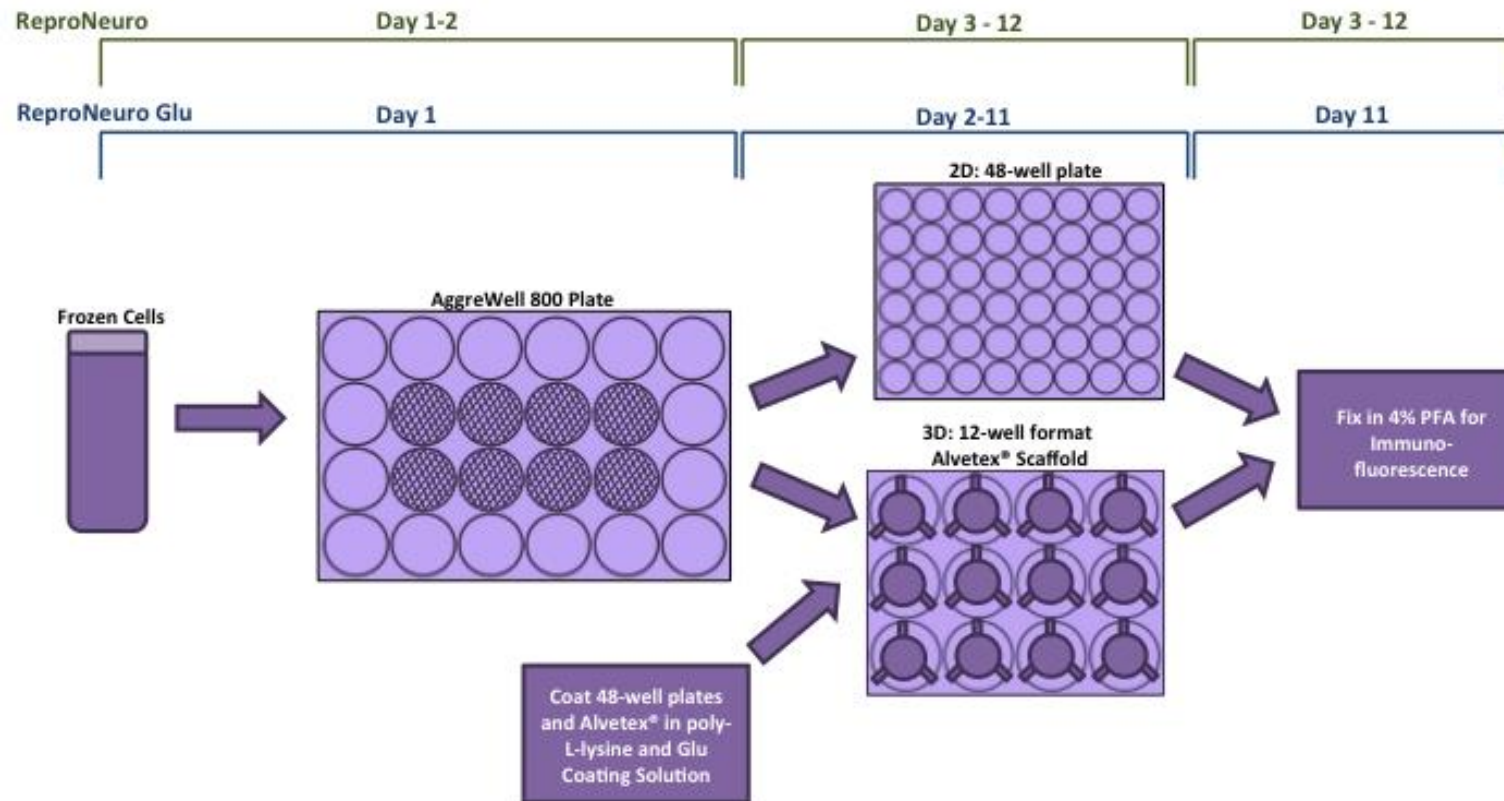 ReproNeuro
Day 1-2
Day 3 - 12
Day 3 - 12
ReproNeuro Glu
Day 1
Day 2-11
Day 11
2D: 48-well plate
AggreWell 800 Plate
Frozen Cells
3D: 12-well format
Alvetex® Scaffold
Fix in 4% PFA for
Immuno-
fluorescence
Coat 48-well plates
and Alvetex® in poly-
L-lysine and Glu
Coating Solution